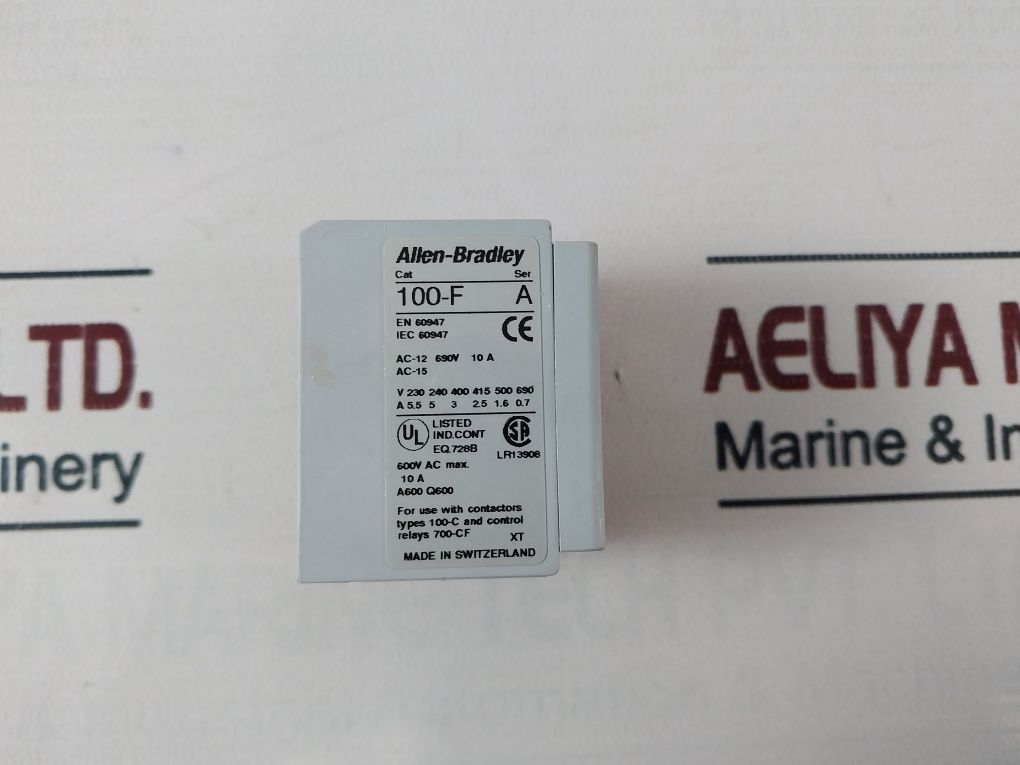 Allen-Bradley
Cat Ser
100-F A
EN 60947
IEC 60947
CE
AC-12 690V 10 A
AC-15
V 230 240 400 415 500 690
A 5.5 5 3 2.5 1.6 0.7
UL LISTED
IND.CONT
EQ.728B
SA
LR13908
600V AC max.
10 A
A600 Q600
For use with contactors
types 100-C and control
relays 700-CF XT
MADE IN SWITZERLAND
LTD.
inery
AELIYA M
Marine & In